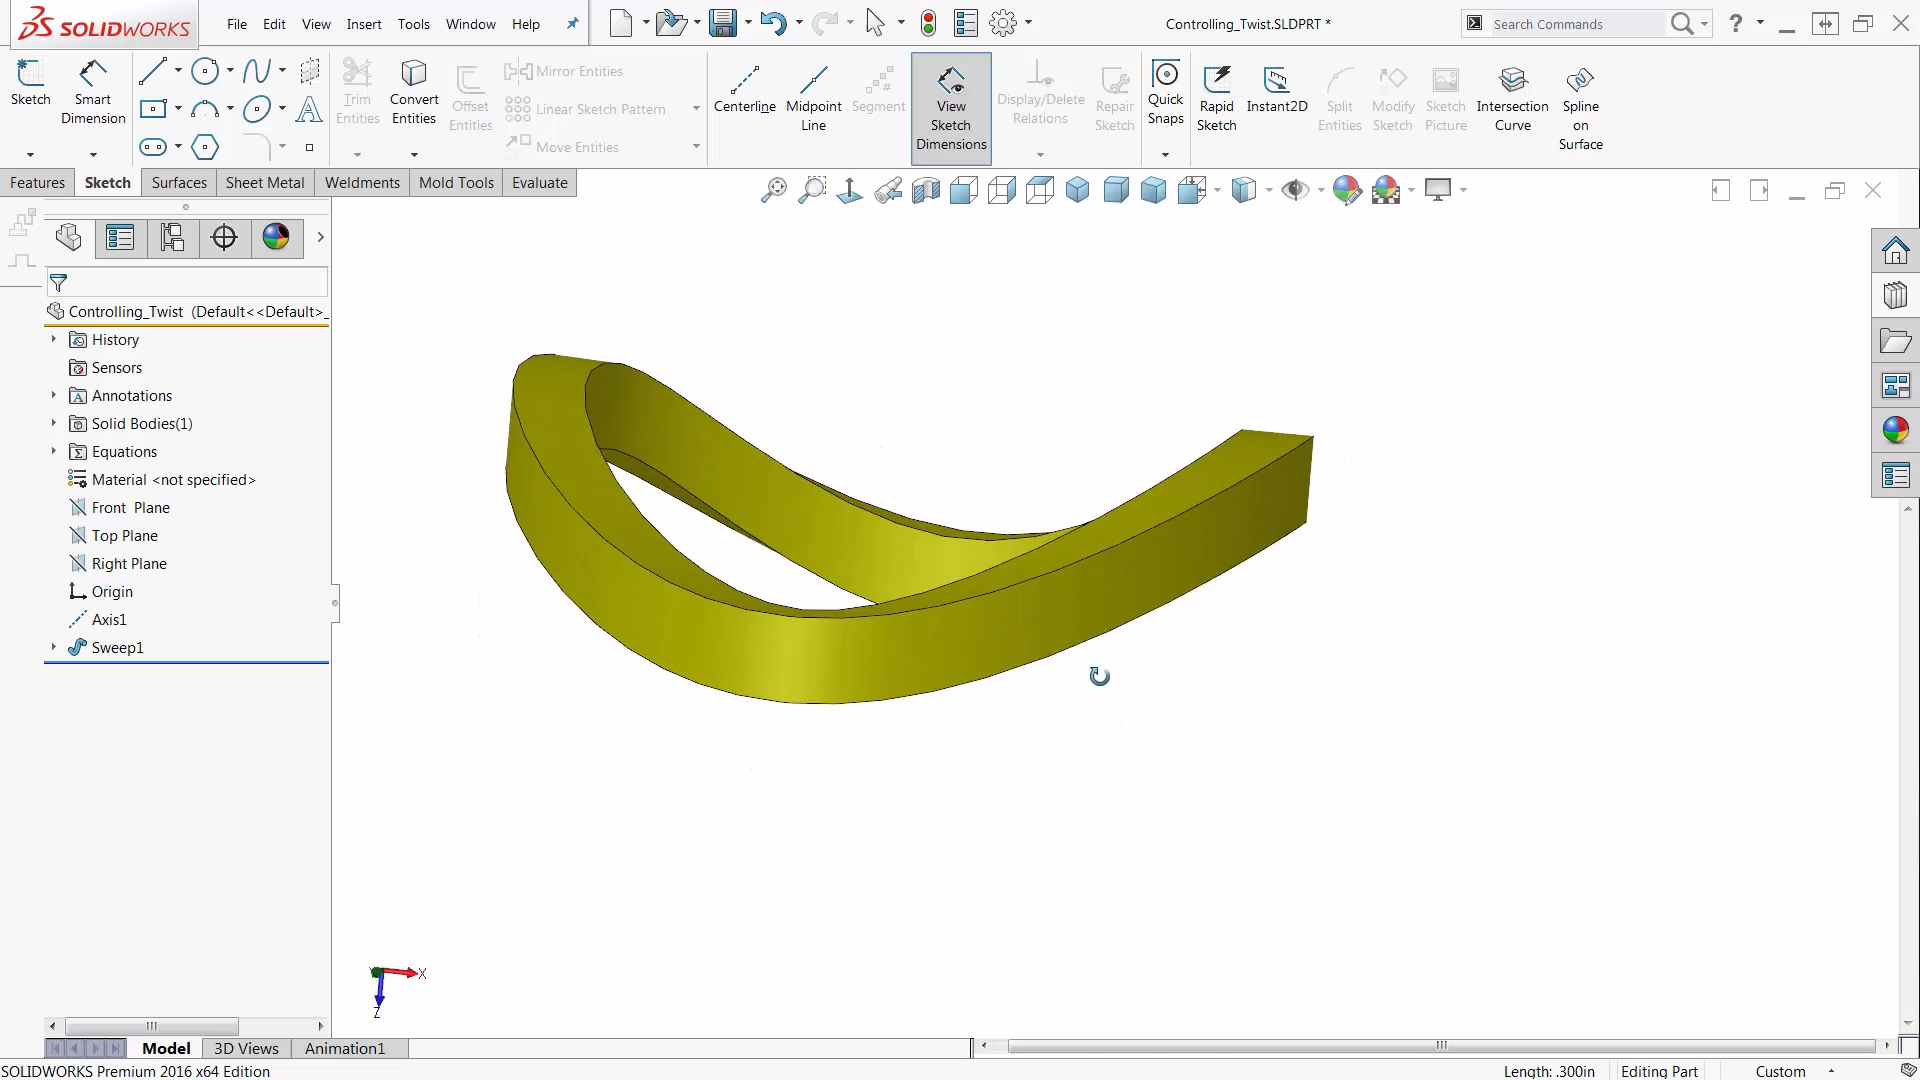 SOLIDWORKS
File Edit View Insert Tools Window Help
Controlling_Twist.SLDPRT *
Search Commands
?
Sketch
Smart
Dimension
Trim
Entities
Convert
Entities
Offset
Entities
Mirror Entities
Linear Sketch Pattern
Move Entities
Centerline
Midpoint
Line
Segment
View
Sketch
Dimensions
Display/Delete
Relations
Repair
Sketch
Quick
Snaps
Rapid
Sketch
Instant2D
Split
Entities
Modify
Sketch
Sketch
Picture
Intersection
Curve
Spline
on
Surface
Features Sketch Surfaces Sheet Metal Weldments Mold Tools Evaluate
Controlling_Twist (Default<<Default>_
History
Sensors
Annotations
Solid Bodies(1)
Equations
Material <not specified>
Front Plane
Top Plane
Right Plane
Origin
Axis1
Sweep1
X
Z
Model 3D Views Animation1
SOLIDWORKS Premium 2016 x64 Edition
Length: .300in Editing Part Custom